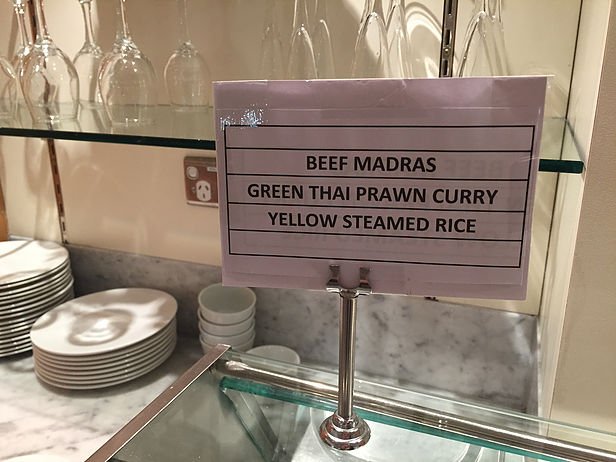 BEEF MADRAS
GREEN THAI PRAWN CURRY
YELLOW STEAMED RICE